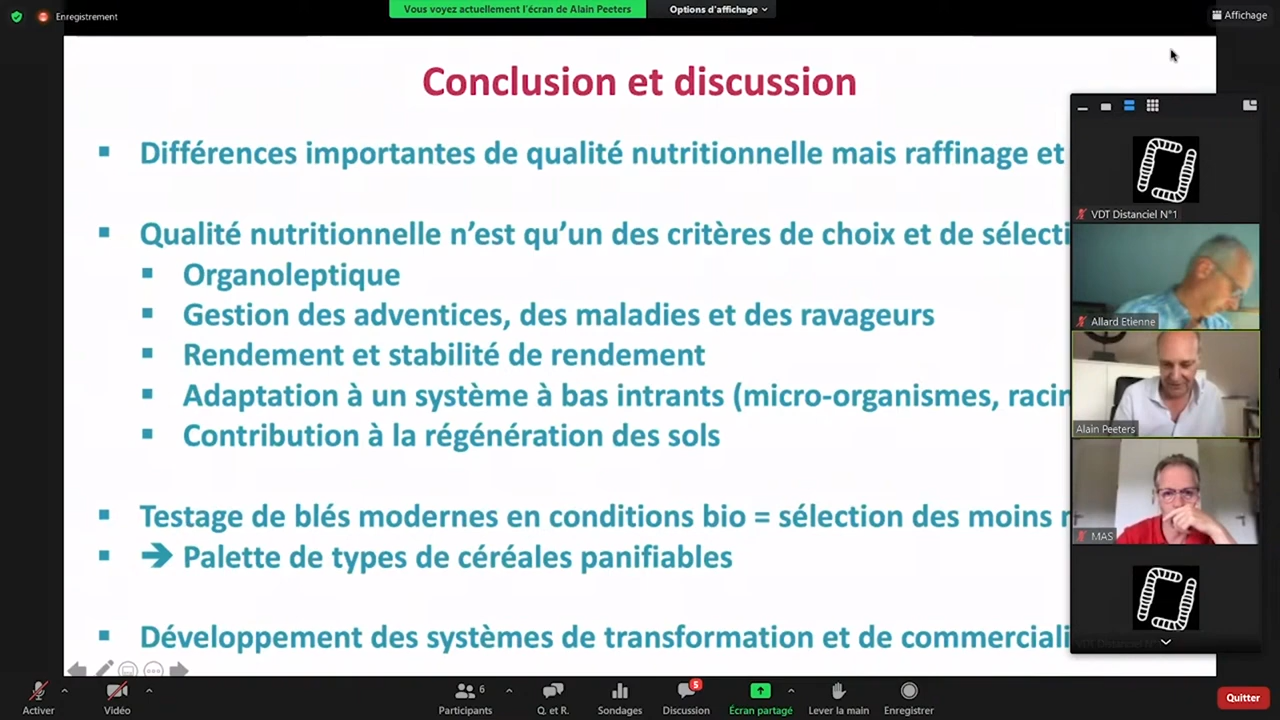 Enregistrement
Vous voyez actuellement l'écran de Alain Peeters
Options d'affichage
Affichage
Conclusion et discussion
Différences importantes de qualité nutritionnelle mais raffinage et
Qualité nutritionnelle n'est qu'un des critères de choix et de sélecti
Organoleptique
Gestion des adventices, des maladies et des ravageurs
Rendement et stabilité de rendement
Adaptation à un système à bas intrants (micro-organismes, racin
Contribution à la régénération des sols
Testage de blés modernes en conditions bio = sélection des moins
➔ Palette de types de céréales panifiables
Développement des systèmes de transformation et de commerciali
VDT Distanciel N°1
Allard Etienne
Alain Peeters
MAS
Activer
Vidéo
Participants
6
Q. et R.
Sondages
Discussion
5
Écran partagé
Lever la main
Enregistrer
Quitter